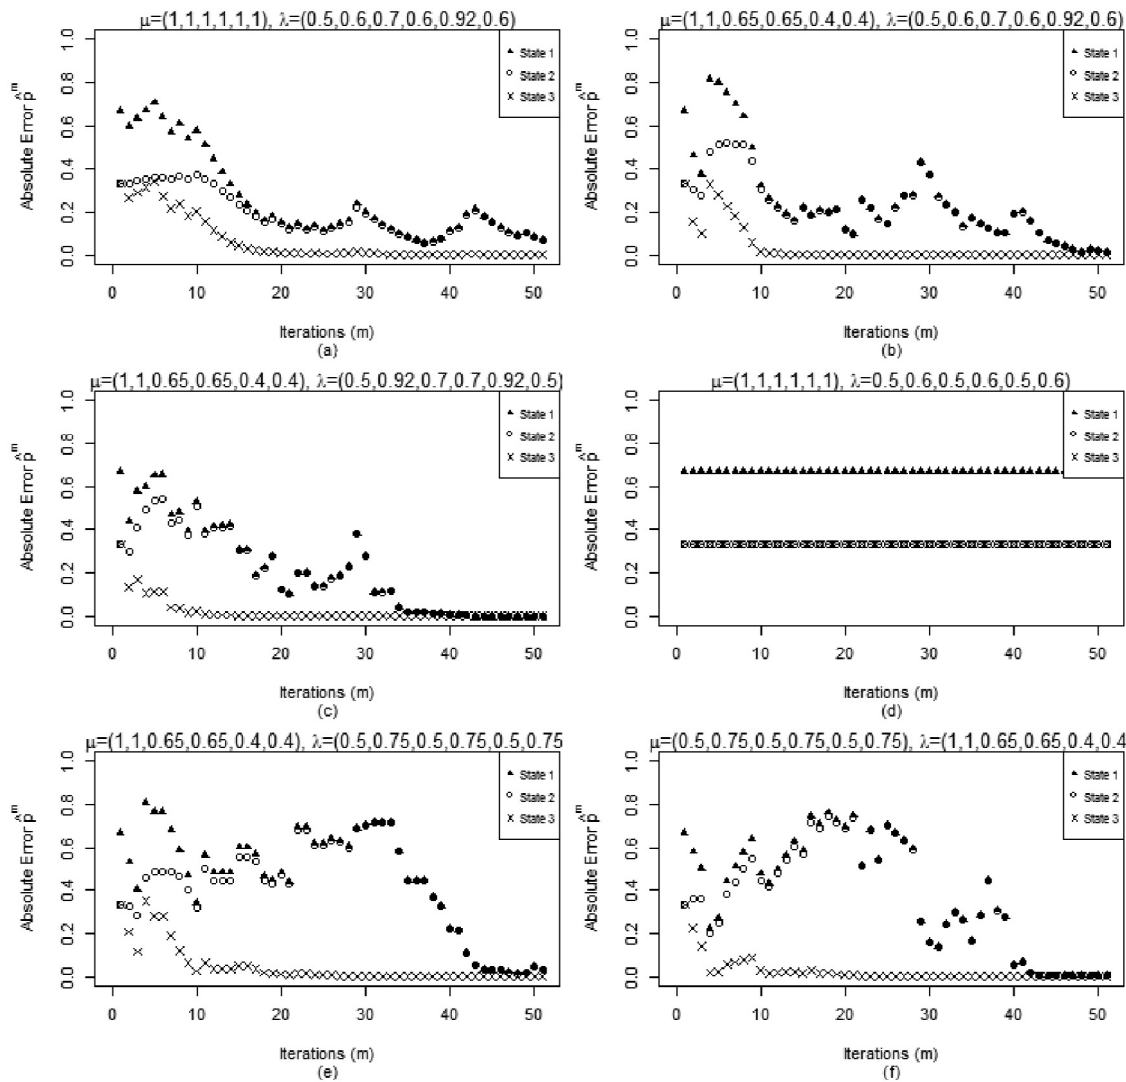 μ=(1,1,1,1,1,1), λ=(0.5,0.6,0.7,0.6,0.92,0.6)
Absolute Error p̂^m
1.0
0.8
0.6
0.4
0.2
0.0
State 1
State 2
State 3
0 10 20 30 40 50
Iterations (m)
(a)
μ=(1,1,0.65,0.65,0.4,0.4), λ=(0.5,0.6,0.7,0.6,0.92,0.6)
Absolute Error p̂^m
1.0
0.8
0.6
0.4
0.2
0.0
State 1
State 2
State 3
0 10 20 30 40 50
Iterations (m)
(b)
μ=(1,1,0.65,0.65,0.4,0.4), λ=(0.5,0.92,0.7,0.7,0.92,0.5)
Absolute Error p̂^m
1.0
0.8
0.6
0.4
0.2
0.0
State 1
State 2
State 3
0 10 20 30 40 50
Iterations (m)
(c)
μ=(1,1,1,1,1,1), λ=0.5,0.6,0.5,0.6,0.5,0.6)
Absolute Error p̂^m
1.0
0.8
0.6
0.4
0.2
0.0
State 1
State 2
State 3
0 10 20 30 40 50
Iterations (m)
(d)
μ=(1,1,0.65,0.65,0.4,0.4), λ=(0.5,0.75,0.5,0.75,0.5,0.75
Absolute Error p̂^m
1.0
0.8
0.6
0.4
0.2
0.0
State 1
State 2
State 3
0 10 20 30 40 50
Iterations (m)
(e)
μ=(0.5,0.75,0.5,0.75,0.5,0.75), λ=(1,1,0.65,0.65,0.4,0.4
Absolute Error p̂^m
1.0
0.8
0.6
0.4
0.2
0.0
State 1
State 2
State 3
0 10 20 30 40 50
Iterations (m)
(f)